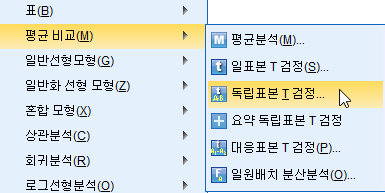 표(B)
평균 비교(M)
일반선형모형(G)
일반화 선형 모형(Z)
혼합 모형(X)
상관분석(C)
회귀분석(R)
로그선형분석(O)
M 평균분석(M)...
t 일표본 T 검정(S)...
t A-B 독립표본 T 검정...
요약 독립표본 T 검정
t 대응표본 T 검정(P)...
F 일원배치 분산분석(O)...